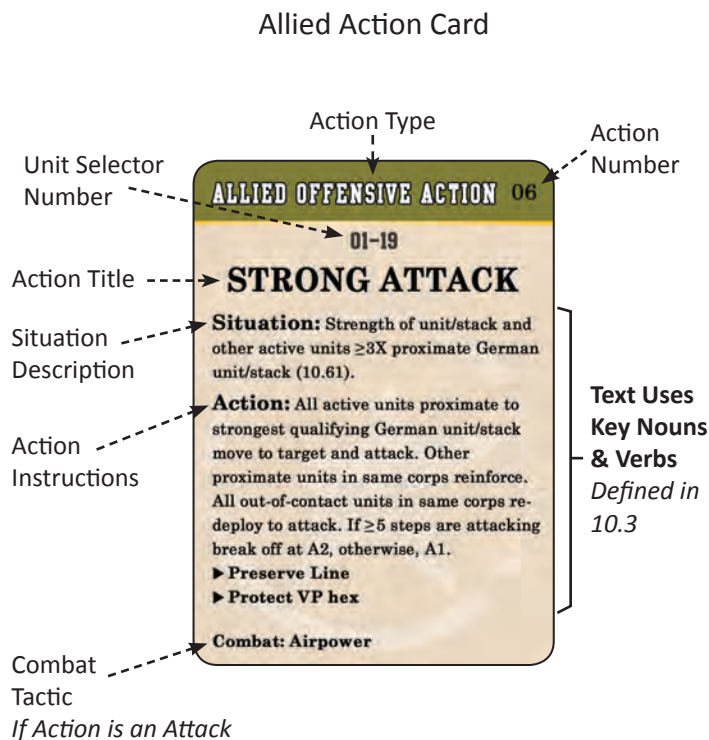 Allied Action Card
Action Type
Action
Number
Unit Selector
Number
ALLIED OFFENSIVE ACTION 06
01-19
Action Title
STRONG ATTACK
Situation
Description
Situation: Strength of unit/stack and
other active units ≥3X proximate German
unit/stack (10.61).
Action
Instructions
Action: All active units proximate to
strongest qualifying German unit/stack
move to target and attack. Other
proximate units in same corps reinforce.
All out-of-contact units in same corps re-
deploy to attack. If ≥5 steps are attacking
break off at A2, otherwise, A1.
▶ Preserve Line
▶ Protect VP hex
Text Uses
Key Nouns
& Verbs
Defined in
10.3
Combat: Airpower
Combat
Tactic
If Action is an Attack